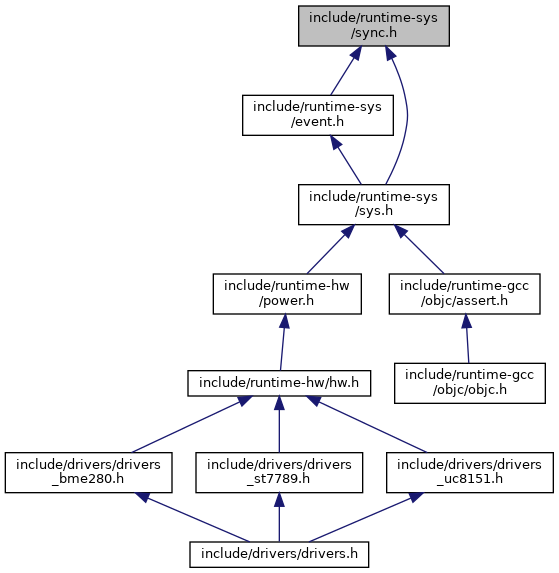 include/runtime-sys
/sync.h
include/runtime-sys
/event.h
include/runtime-sys
/sys.h
include/runtime-hw
/power.h
include/runtime-gcc
/objc/assert.h
include/runtime-hw/hw.h
include/runtime-gcc
/objc/objc.h
include/drivers/drivers
_bme280.h
include/drivers/drivers
_st7789.h
include/drivers/drivers
_uc8151.h
include/drivers/drivers.h